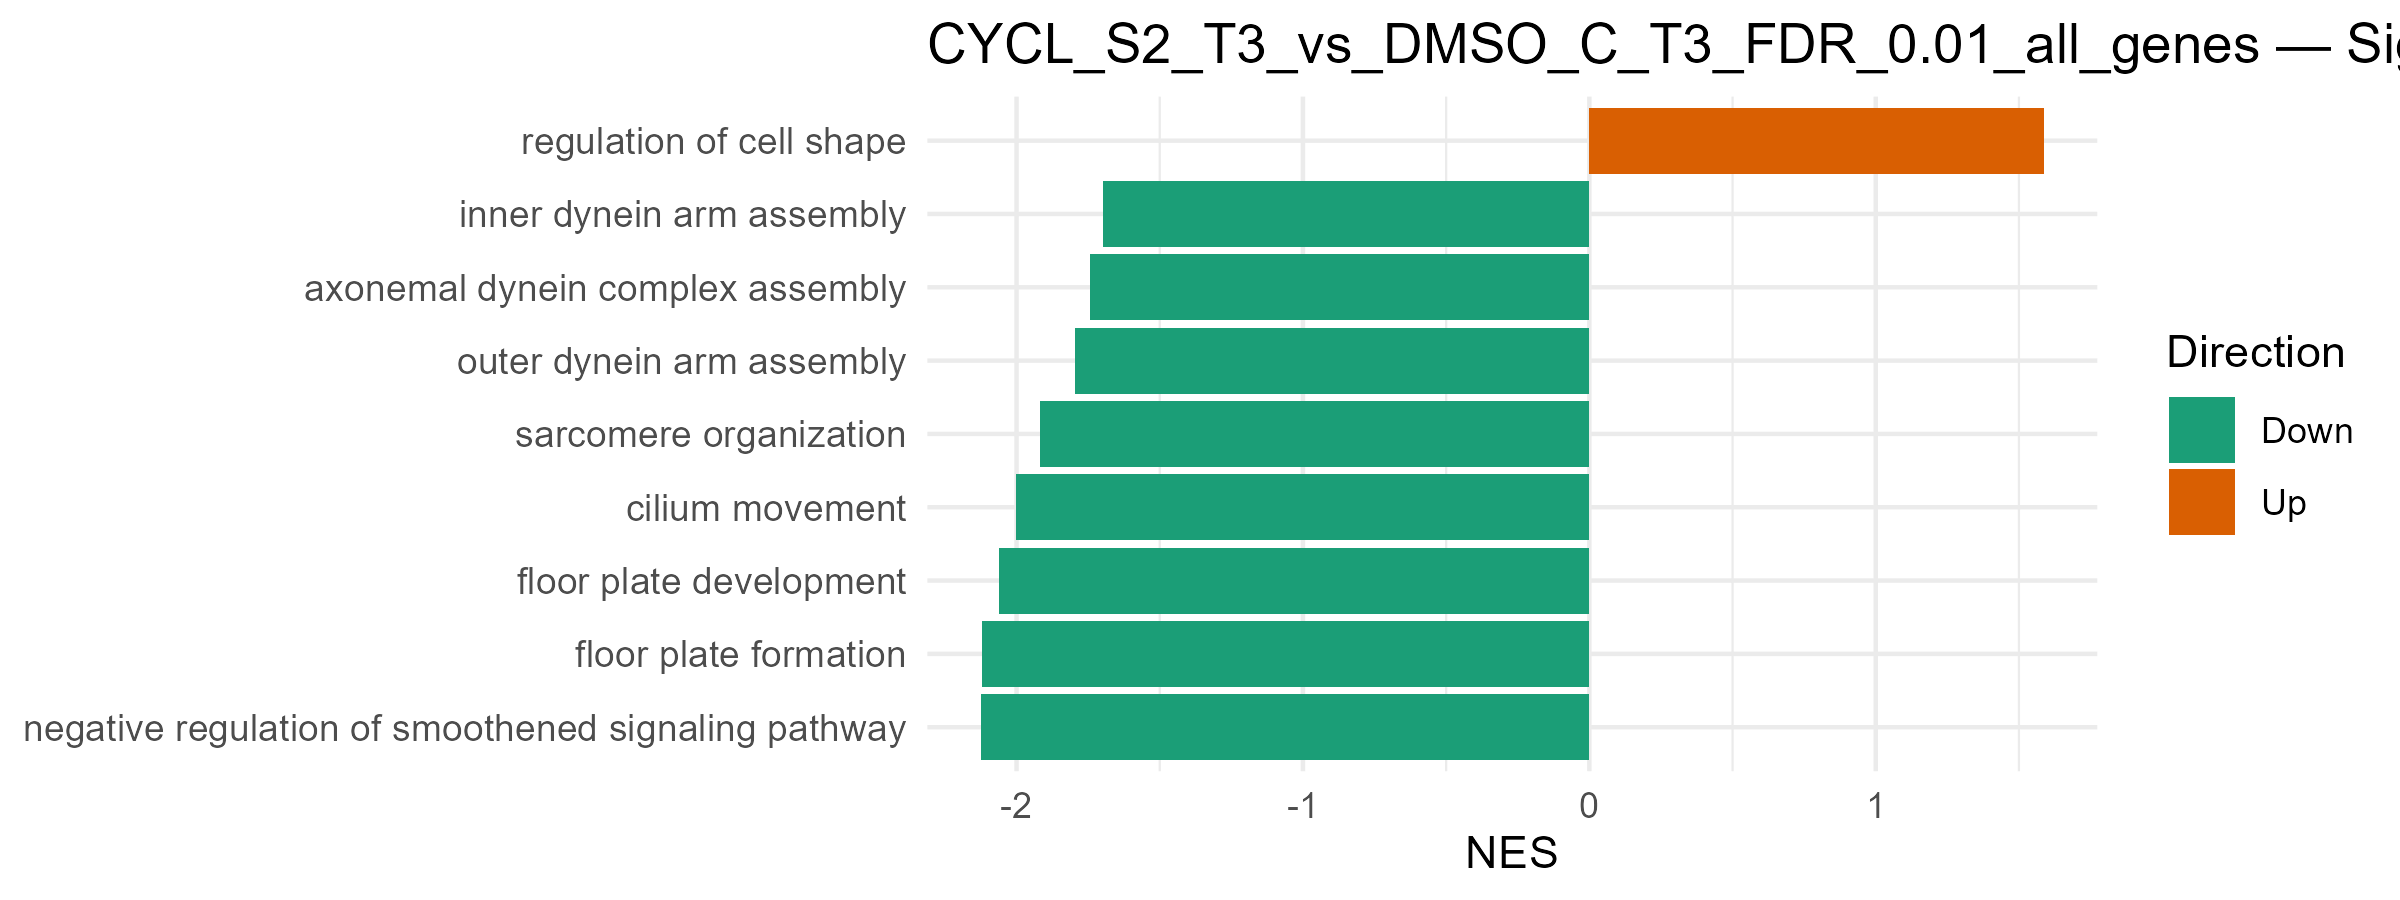 CYCL_S2_T3_vs_DMSO_C_T3_FDR_0.01_all_genes —
regulation of cell shape
inner dynein arm assembly
axonemal dynein complex assembly
outer dynein arm assembly
sarcomere organization
cilium movement
floor plate development
floor plate formation
negative regulation of smoothened signaling pathway
-2 -1 0 1
NES
Direction
Down
Up